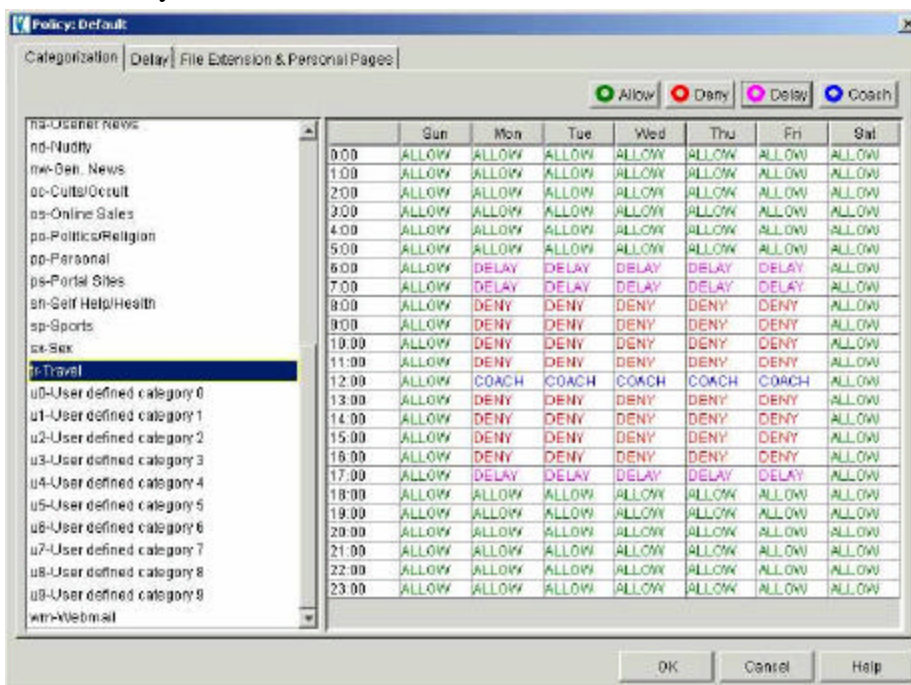 Policy: Default
Categorization Delay File Extension & Personal Pages
Allow Deny Delay Coach
na-Usenet News
nd-Nudity
nw-Gen. News
oc-Cults/Occult
os-Online Sales
po-Politics/Religion
pp-Personal
ps-Portal Sites
sh-Self Help/Health
sp-Sports
sx-Sex
tr-Travel
u0-User defined category 0
u1-User defined category 1
u2-User defined category 2
u3-User defined category 3
u4-User defined category 4
u5-User defined category 5
u6-User defined category 6
u7-User defined category 7
u8-User defined category 8
u9-User defined category 9
wm-Webmail
Sun Mon Tue Wed Thu Fri Sat
0:00 ALLOW ALLOW ALLOW ALLOW ALLOW ALLOW ALLOW
1:00 ALLOW ALLOW ALLOW ALLOW ALLOW ALLOW ALLOW
2:00 ALLOW ALLOW ALLOW ALLOW ALLOW ALLOW ALLOW
3:00 ALLOW ALLOW ALLOW ALLOW ALLOW ALLOW ALLOW
4:00 ALLOW ALLOW ALLOW ALLOW ALLOW ALLOW ALLOW
5:00 ALLOW ALLOW ALLOW ALLOW ALLOW ALLOW ALLOW
6:00 ALLOW DELAY DELAY DELAY DELAY DELAY ALLOW
7:00 ALLOW DELAY DELAY DELAY DELAY DELAY ALLOW
8:00 ALLOW DENY DENY DENY DENY DENY ALLOW
9:00 ALLOW DENY DENY DENY DENY DENY ALLOW
10:00 ALLOW DENY DENY DENY DENY DENY ALLOW
11:00 ALLOW DENY DENY DENY DENY DENY ALLOW
12:00 ALLOW COACH COACH COACH COACH COACH ALLOW
13:00 ALLOW DENY DENY DENY DENY DENY ALLOW
14:00 ALLOW DENY DENY DENY DENY DENY ALLOW
15:00 ALLOW DENY DENY DENY DENY DENY ALLOW
16:00 ALLOW DENY DENY DENY DENY DENY ALLOW
17:00 ALLOW DELAY DELAY DELAY DELAY DELAY ALLOW
18:00 ALLOW ALLOW ALLOW ALLOW ALLOW ALLOW ALLOW
19:00 ALLOW ALLOW ALLOW ALLOW ALLOW ALLOW ALLOW
20:00 ALLOW ALLOW ALLOW ALLOW ALLOW ALLOW ALLOW
21:00 ALLOW ALLOW ALLOW ALLOW ALLOW ALLOW ALLOW
22:00 ALLOW ALLOW ALLOW ALLOW ALLOW ALLOW ALLOW
23:00 ALLOW ALLOW ALLOW ALLOW ALLOW ALLOW ALLOW
OK Cancel Help